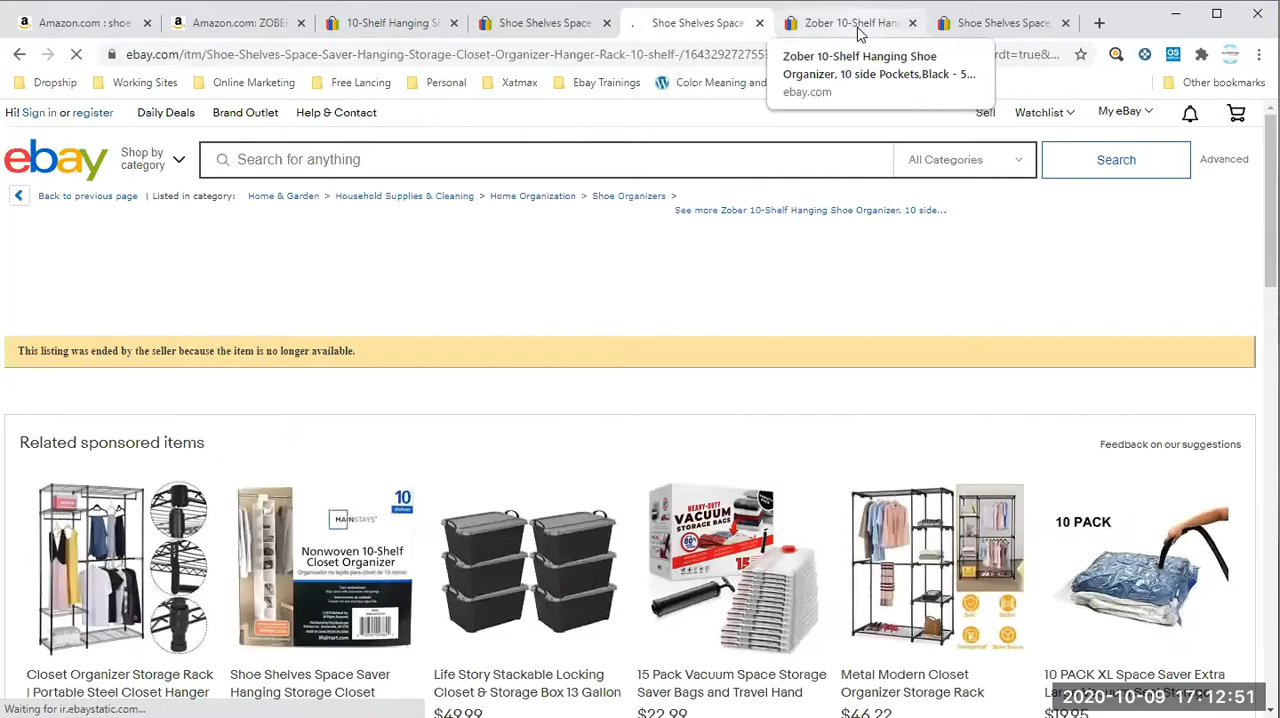 Amazon.com : shoe
Amazon.com: ZOBE
10-Shelf Hanging Sh
Shoe Shelves Space
Shoe Shelves Space
Zober 10-Shelf Hang
Shoe Shelves Space
ebay.com/itm/Shoe-Shelves-Space-Saver-Hanging-Storage-Closet-Organizer-Hanger-Rack-10-shelf-/164329272755
rdt=true&...
Zober 10-Shelf Hanging Shoe
Organizer, 10 side Pockets,Black - 5...
ebay.com
Dropship
Working Sites
Online Marketing
Free Lancing
Personal
Xatmak
Ebay Trainings
Color Meaning and
Other bookmarks
Hi! Sign in or register
Daily Deals
Brand Outlet
Help & Contact
Sell
Watchlist
My eBay
ebay
Shop by
category
Search for anything
All Categories
Search
Advanced
Back to previous page | Listed in category:
Home & Garden >
Household Supplies & Cleaning >
Home Organization >
Shoe Organizers >
See more Zober 10-Shelf Hanging Shoe Organizer, 10 side...
This listing was ended by the seller because the item is no longer available.
Related sponsored items
Feedback on our suggestions
MAINSTAYS
10
shelves
Nonwoven 10-Shelf
Closet Organizer
Walmart.com
HEAVY-DUTY
VACUUM
STORAGE BAGS
80%
15
10 PACK
Closet Organizer Storage Rack
| Portable Steel Closet Hanger
Shoe Shelves Space Saver
Hanging Storage Closet
Life Story Stackable Locking
Closet & Storage Box 13 Gallon
$49.99
15 Pack Vacuum Space Storage
Saver Bags and Travel Hand
$22.99
Metal Modern Closet
Organizer Storage Rack
$46.22
10 PACK XL Space Saver Extra
$19.95
Waiting for ir.ebaystatic.com...
2020-10-09 17:12:51